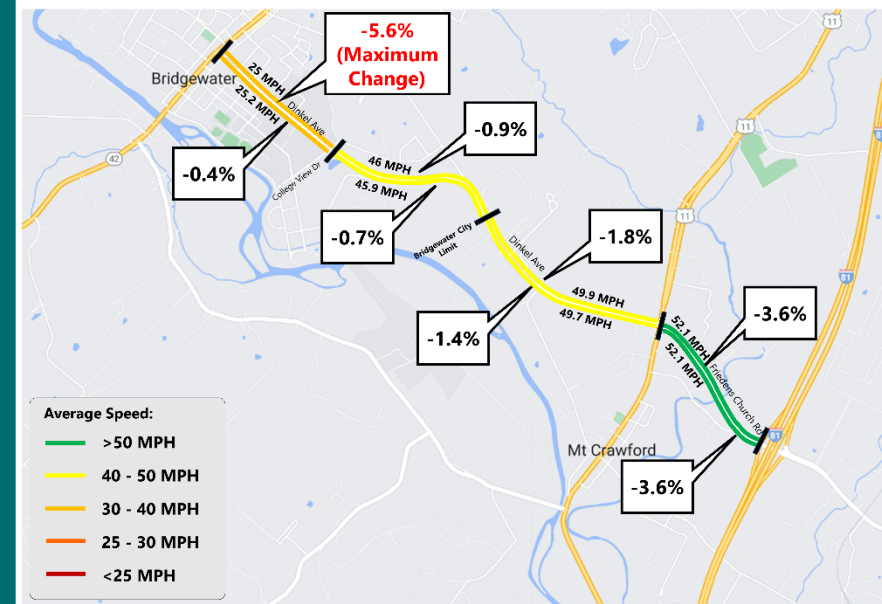 11
-5.6%
(Maximum
Change)
Bridgewater
25 MPH
25.2 MPH
Dinkel Ave
-0.9%
42
-0.4%
College View Dr
46 MPH
45.9 MPH
11
-0.7%
Bridgewater City
Limit
Dinkel Ave
-1.8%
11
81
81
-1.4%
49.9 MPH
49.7 MPH
52.1 MPH
52.1 MPH
Friedens Church Rd
-3.6%
81
Mt Crawford
-3.6%
Average Speed:
>50 MPH
40 - 50 MPH
30 - 40 MPH
25 - 30 MPH
<25 MPH